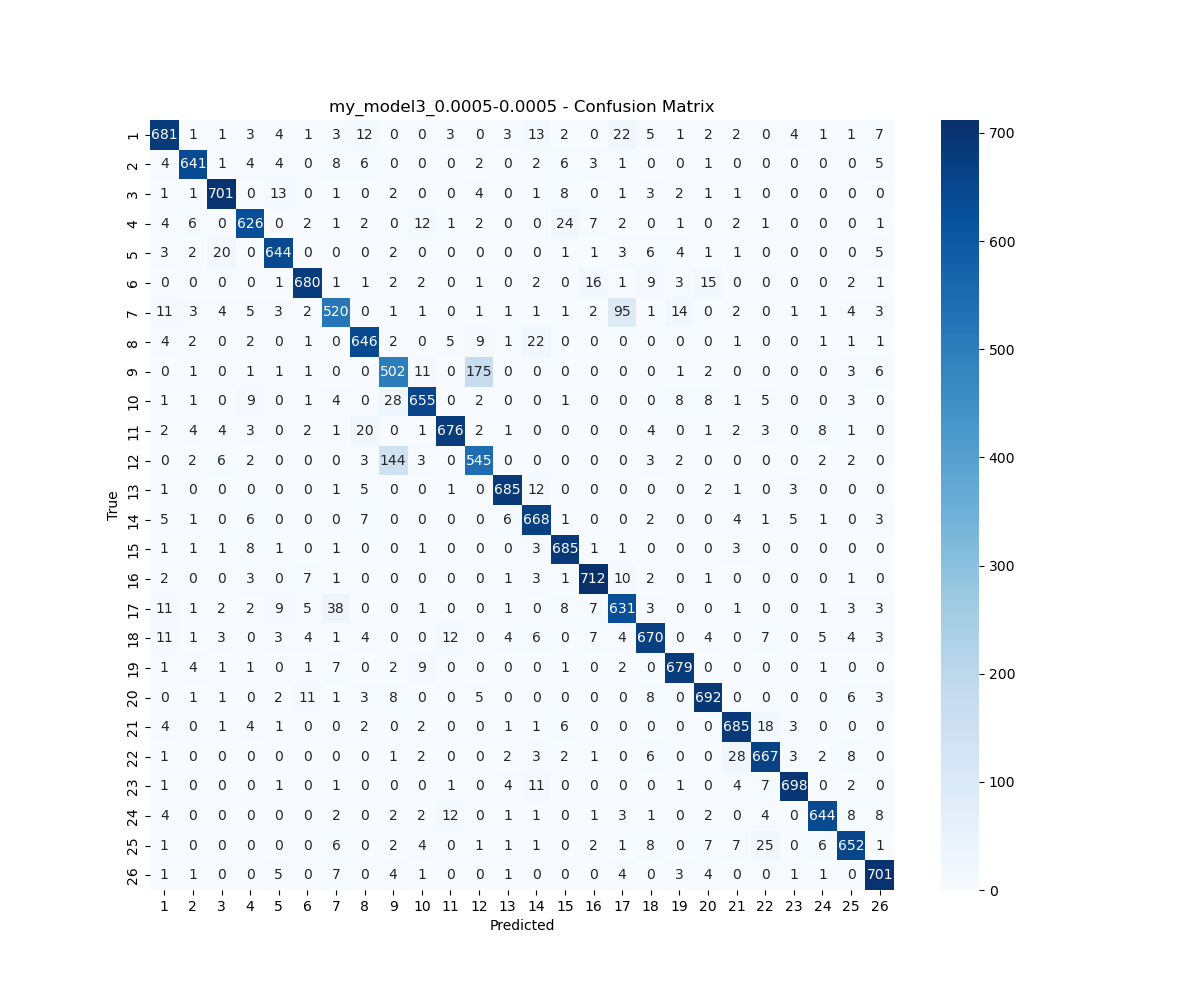 my_model3_0.0005-0.0005 - Confusion Matrix
1 681 1 1 3 4 1 3 12 0 0 3 0 3 13 2 0 22 5 1 2 2 0 4 1 1 7
2 4 641 1 4 4 0 8 6 0 0 0 2 0 2 6 3 1 0 0 1 0 0 0 0 0 5
3 1 1 701 0 13 0 1 0 2 0 0 4 0 1 8 0 1 3 2 1 1 0 0 0 0 0
4 4 6 0 626 0 2 1 2 0 12 1 2 0 0 24 7 2 0 1 2 1 0 0 0 0 1
5 3 2 20 0 644 0 0 0 2 0 0 0 0 0 1 1 3 6 4 1 1 0 0 0 0 5
6 0 0 0 0 1 680 1 1 2 2 0 1 0 2 0 16 1 9 3 15 0 0 0 0 2 1
7 11 3 4 5 3 2 520 0 1 1 0 1 1 1 1 2 95 1 14 0 2 0 1 1 4 3
8 4 2 0 2 0 1 0 646 2 0 5 9 1 22 0 0 0 0 0 0 1 0 0 1 1 1
9 0 1 0 1 1 1 0 0 502 11 0 175 0 0 0 0 0 0 1 2 0 0 0 0 3 6
10 1 1 0 9 0 1 4 0 28 655 0 2 0 0 1 0 0 0 8 8 1 5 0 0 3 0
11 2 4 4 3 0 1 2 20 0 1 676 2 1 0 0 0 0 4 0 1 2 3 0 8 1 0
12 0 2 6 2 0 0 0 3 144 3 0 545 0 0 0 0 0 3 2 0 0 0 0 2 2 0
13 1 0 0 0 0 0 1 5 0 0 1 0 685 12 0 0 0 0 0 2 1 0 3 0 0 0
14 5 1 0 6 0 0 0 7 0 0 0 0 6 668 1 0 0 2 0 0 4 1 5 1 0 3
15 1 1 1 8 1 0 1 0 0 1 0 0 0 3 685 1 1 0 0 0 3 0 0 0 0 0
16 2 0 0 3 0 7 1 0 0 0 0 0 1 3 1 712 10 2 0 1 0 0 0 0 1 0
17 11 1 2 2 9 5 38 0 0 1 0 0 1 0 8 7 631 3 0 0 1 0 0 1 3 3
18 11 1 3 0 3 4 1 4 0 0 12 0 4 6 0 7 4 670 0 4 0 7 0 5 4 3
19 1 4 1 1 0 1 7 0 2 9 0 0 0 0 1 0 2 0 679 0 0 0 0 1 0 0
20 0 1 1 0 2 11 1 3 8 0 0 5 0 0 0 0 0 8 0 692 0 0 0 0 6 3
21 4 0 1 4 1 0 0 2 0 2 0 0 1 1 6 0 0 0 0 0 685 18 3 0 0 0
22 1 0 0 0 0 0 0 0 1 2 0 0 2 3 2 1 0 6 0 0 28 667 3 2 8 0
23 1 0 0 0 1 0 1 0 0 0 1 0 4 11 0 0 0 0 1 0 4 7 698 0 2 0
24 4 0 0 0 0 0 2 0 2 2 12 0 1 1 0 1 3 1 0 2 0 4 0 644 8 8
25 1 0 0 0 0 0 6 0 2 4 0 1 1 1 0 2 1 8 0 7 7 25 0 6 652 1
26 1 1 0 0 5 0 7 0 4 1 0 0 1 0 0 0 4 0 3 4 0 0 1 1 0 701
1 2 3 4 5 6 7 8 9 10 11 12 13 14 15 16 17 18 19 20 21 22 23 24 25 26
Predicted
True
700
600
500
400
300
200
100
0